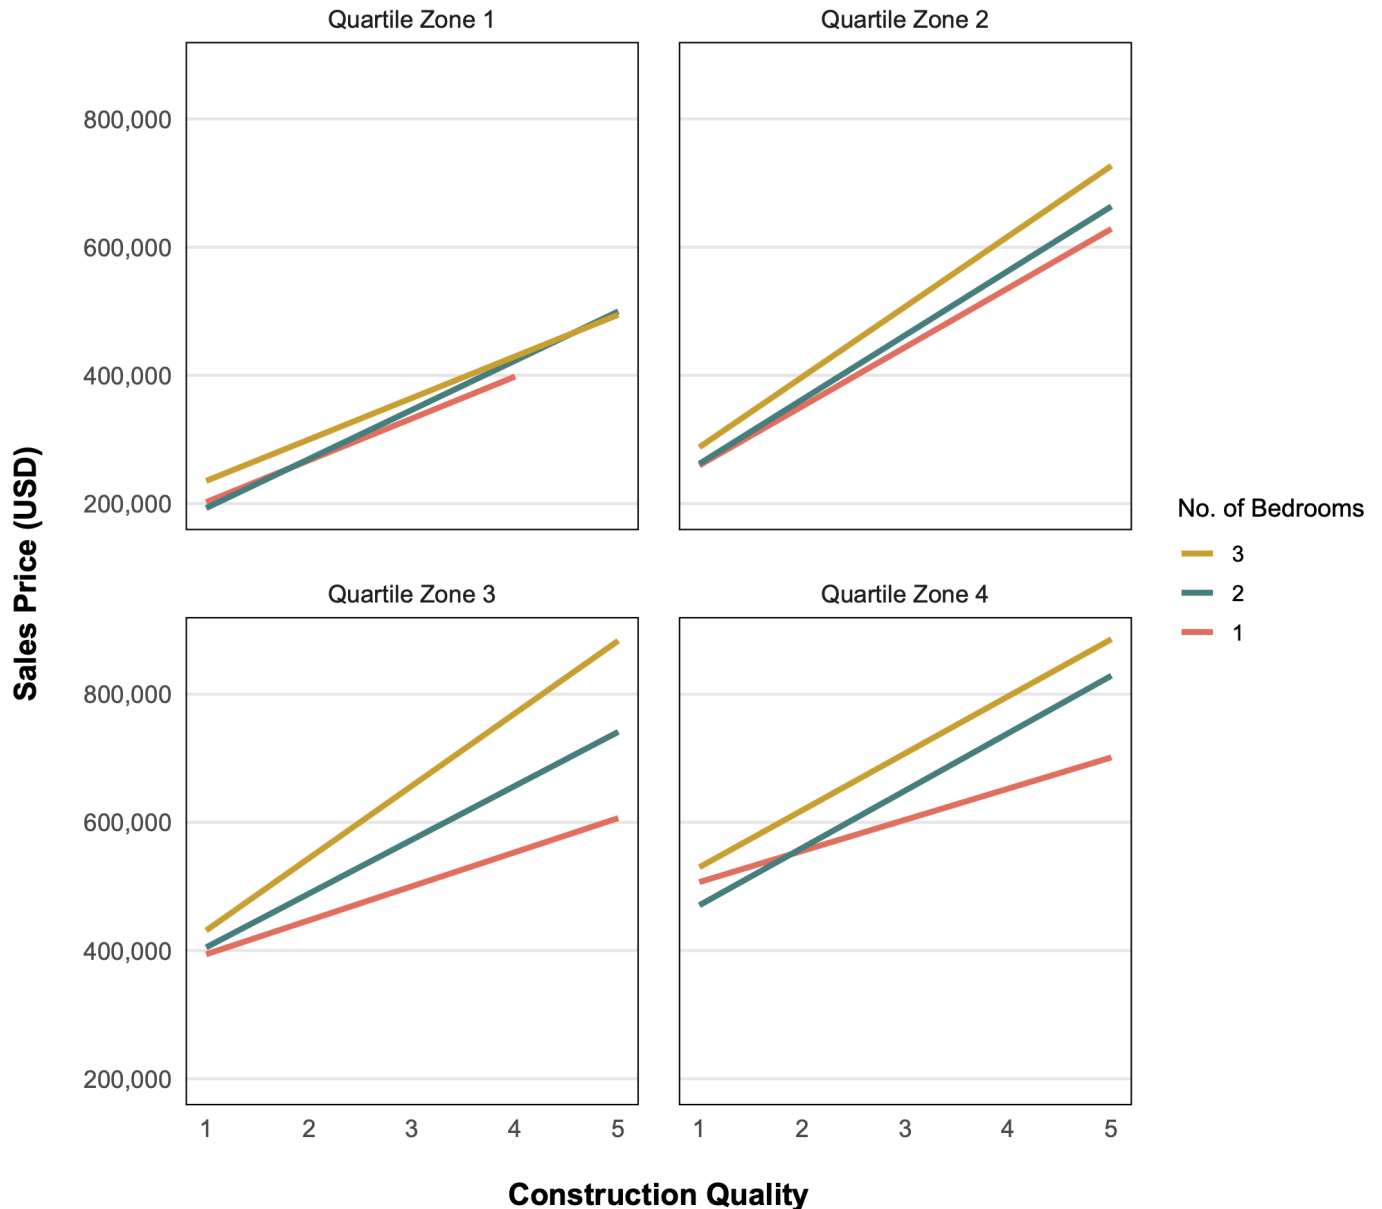 Quartile Zone 1
Quartile Zone 2
800,000
600,000
400,000
200,000
Quartile Zone 3
Quartile Zone 4
800,000
600,000
400,000
200,000
1 2 3 4 5
1 2 3 4 5
Construction Quality
Sales Price (USD)
No. of Bedrooms
3
2
1